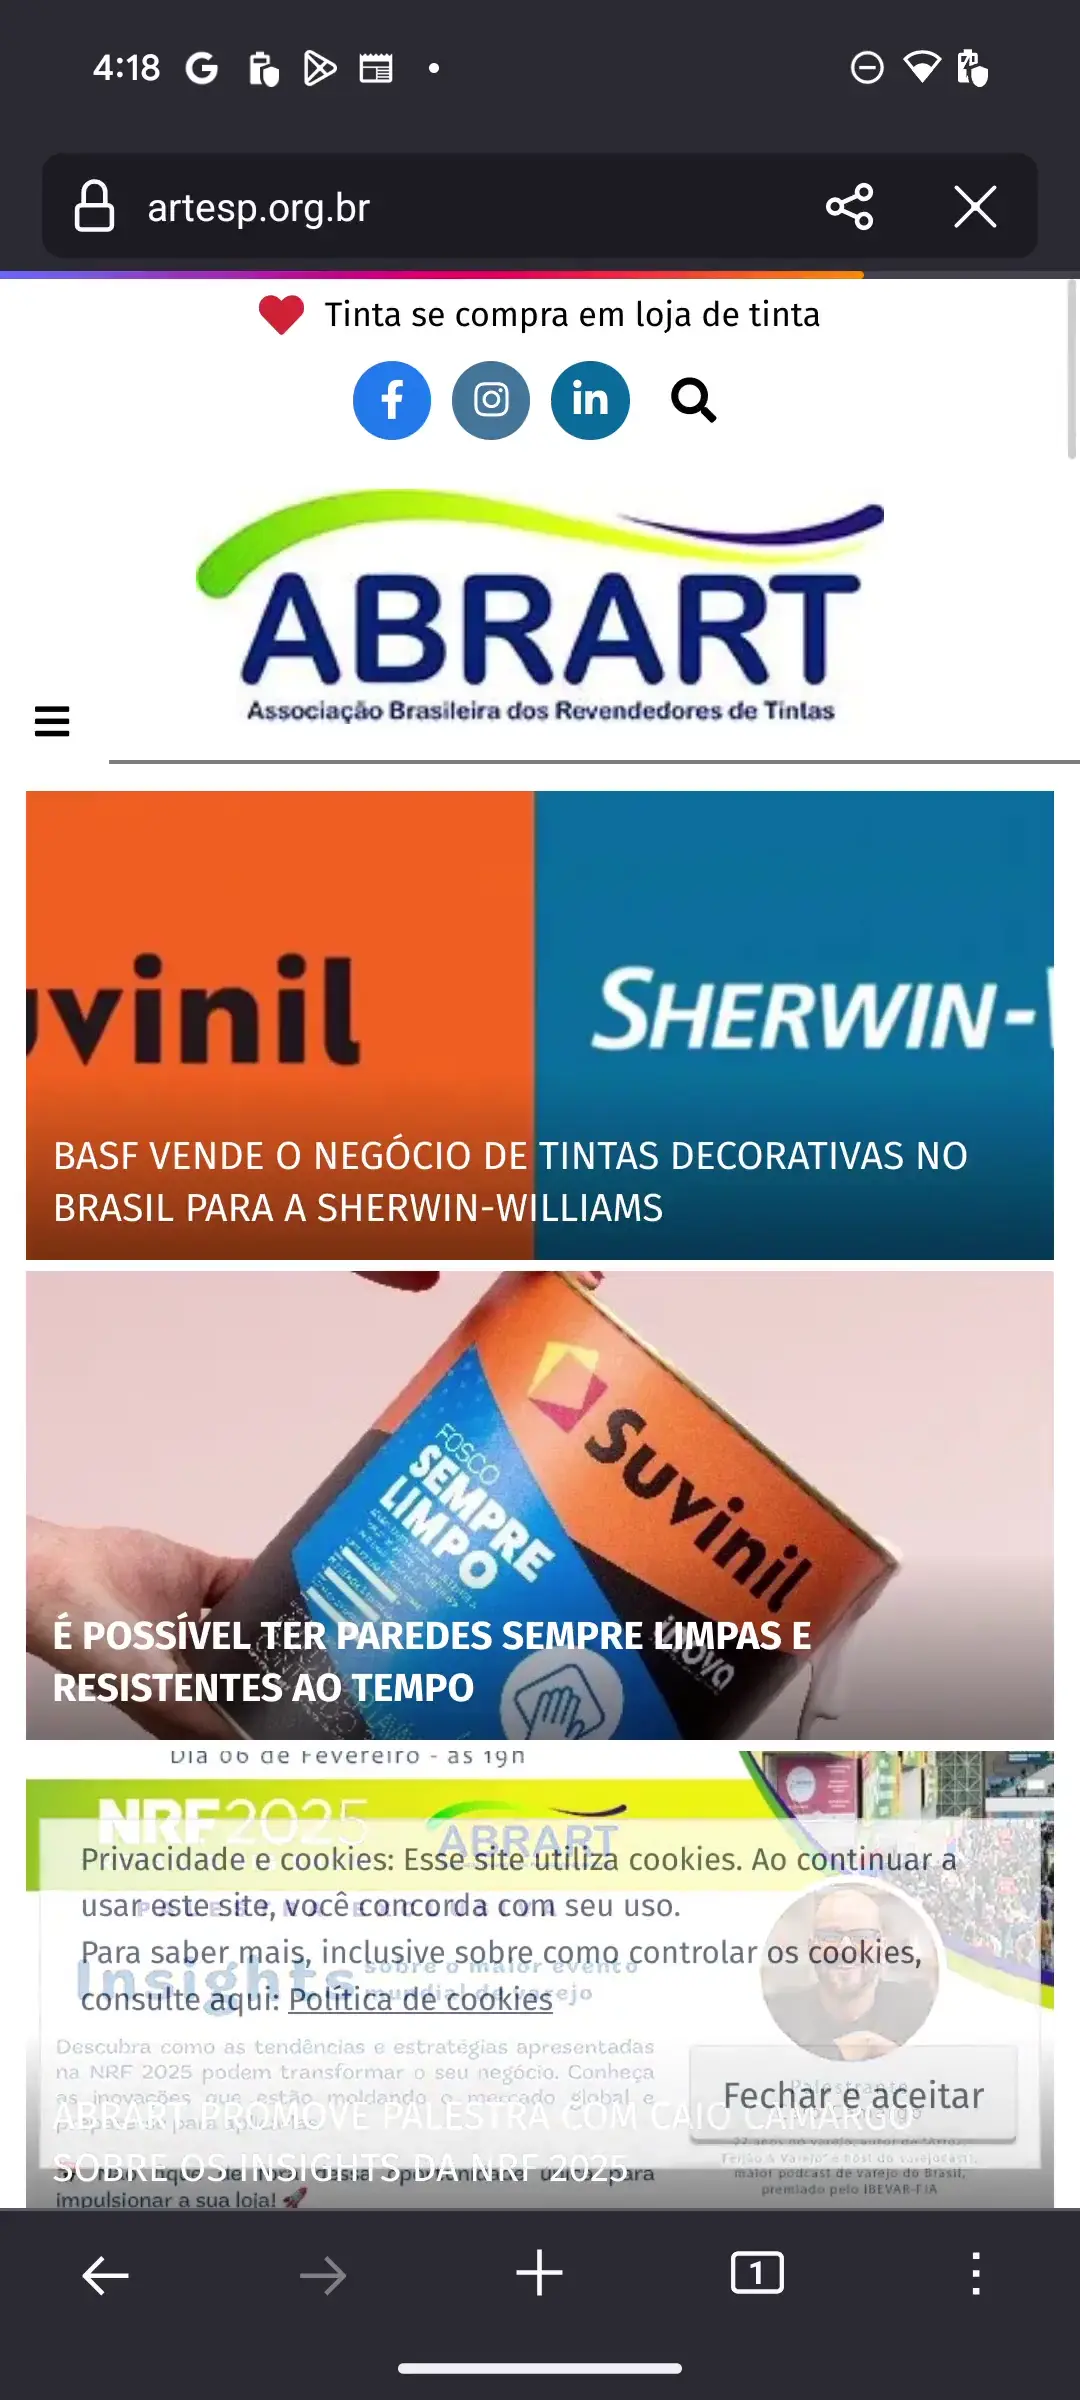 4:18
artesp.org.br
Tinta se compra em loja de tinta
ABRART
Associação Brasileira dos Revendedores de Tintas
uvinil
SHERWIN-W
BASF VENDE O NEGÓCIO DE TINTAS DECORATIVAS NO
BRASIL PARA A SHERWIN-WILLIAMS
Suvinil
FOSCO
SEMPRE
LIMPO
inova
É POSSÍVEL TER PAREDES SEMPRE LIMPAS E
RESISTENTES AO TEMPO
Dia 06 de Fevereiro - às 19h
NRF2025
ABRART
Privacidade e cookies: Esse site utiliza cookies. Ao continuar a
usar este site, você concorda com seu uso.
PALESTRA EXCLUSIVA
Para saber mais, inclusive sobre como controlar os cookies,
consulte aqui: Política de cookies
Insights sobre o maior evento
mundial do varejo
Descubra como as tendências e estratégias apresentadas
na NRF 2025 podem transformar o seu negócio. Conheça
as inovações que estão moldando o mercado global e
Fechar e aceitar
Palestrante
ABRART PROMOVE PALESTRA COM CAIO CAMARGO
SOBRE OS INSIGHTS DA NRF 2025
impulsionar a sua loja!
maior podcast de varejo do Brasil,
premiado pelo IBEVAR-FIA
1